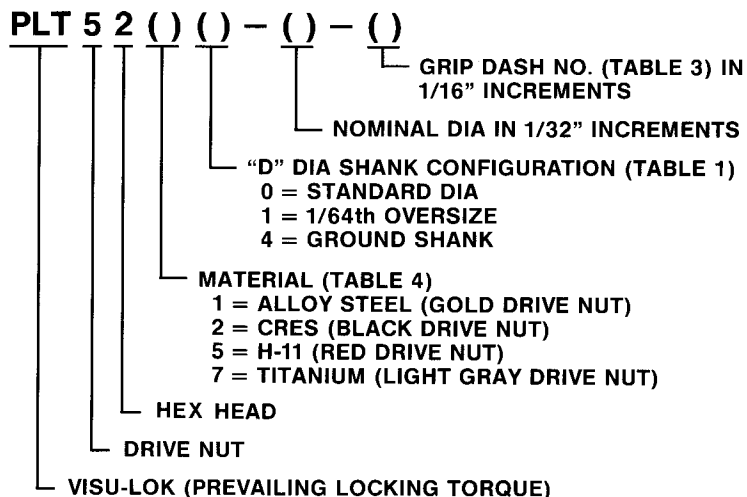 PLT 5 2 ( ) ( ) – ( ) – ( )
GRIP DASH NO. (TABLE 3) IN
1/16” INCREMENTS
NOMINAL DIA IN 1/32” INCREMENTS
“D” DIA SHANK CONFIGURATION (TABLE 1)
0 = STANDARD DIA
1 = 1/64th OVERSIZE
4 = GROUND SHANK
MATERIAL (TABLE 4)
1 = ALLOY STEEL (GOLD DRIVE NUT)
2 = CRES (BLACK DRIVE NUT)
5 = H-11 (RED DRIVE NUT)
7 = TITANIUM (LIGHT GRAY DRIVE NUT)
HEX HEAD
DRIVE NUT
VISU-LOK (PREVAILING LOCKING TORQUE)